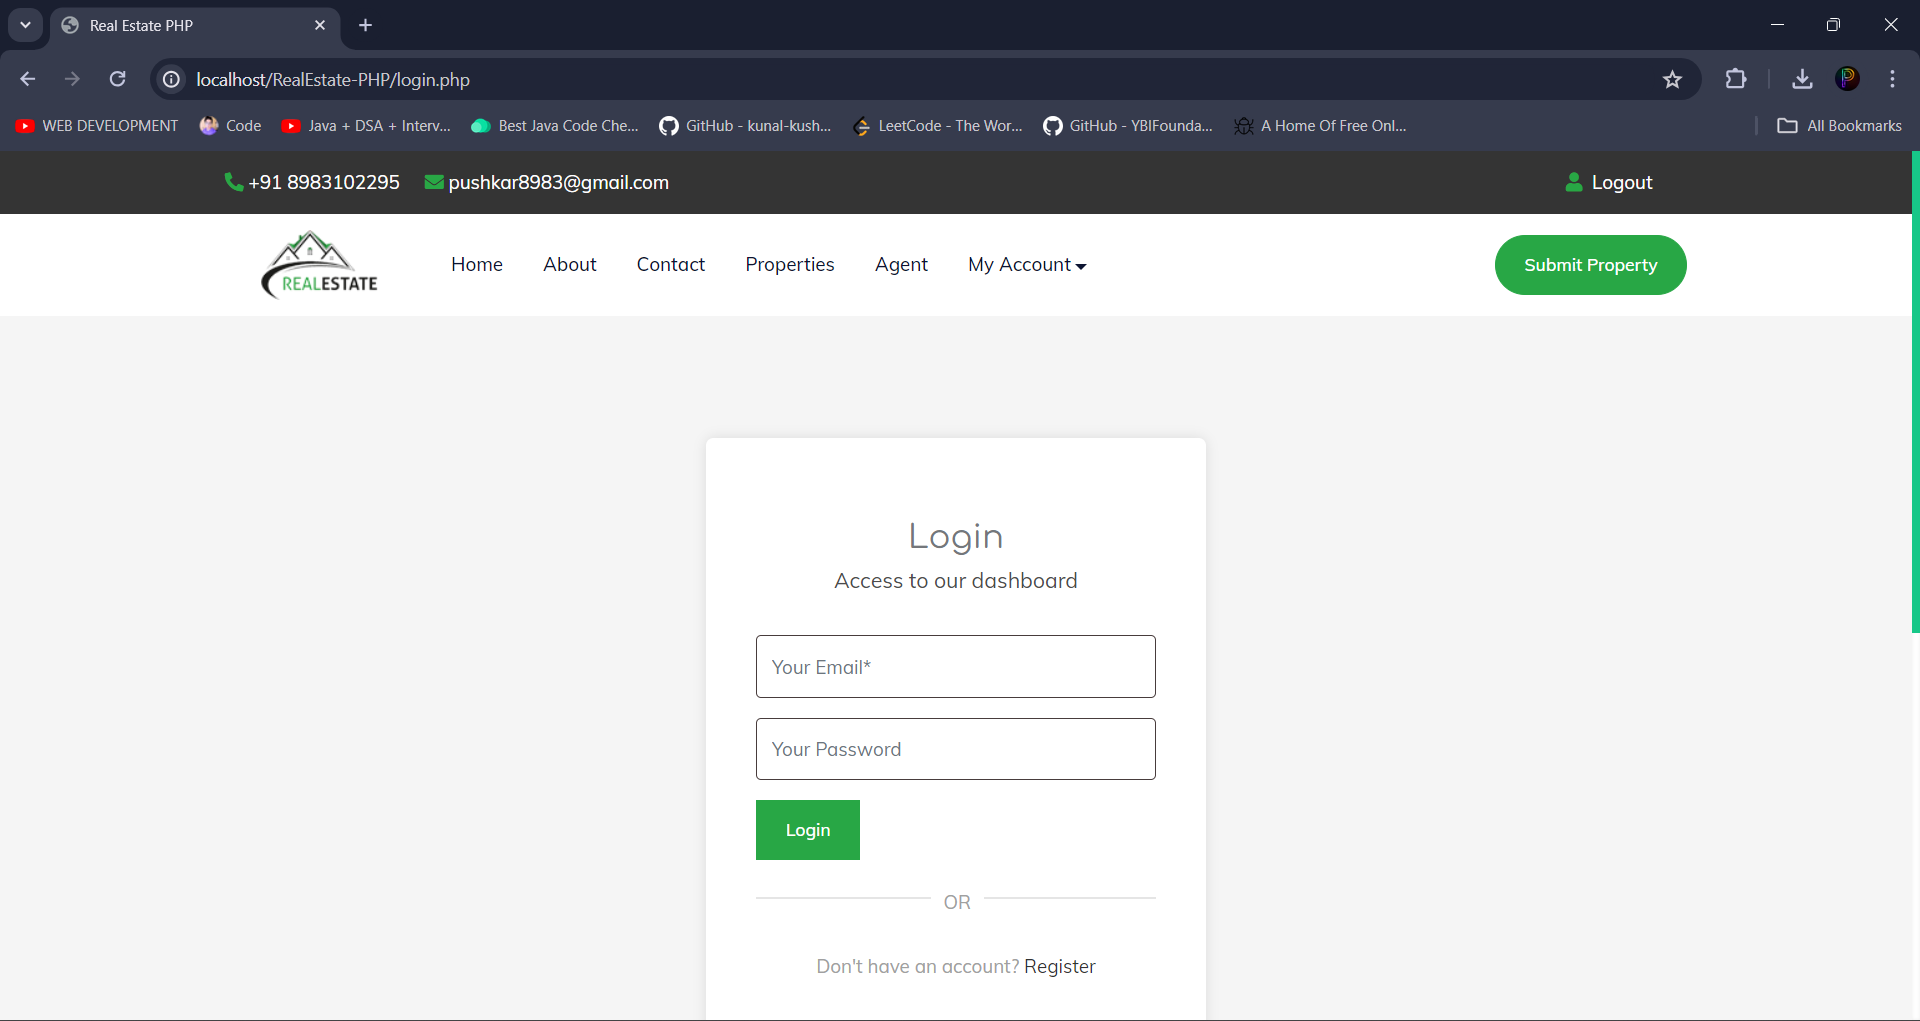 Real Estate PHP
localhost/RealEstate-PHP/login.php
WEB DEVELOPMENT Code Java + DSA + Interv... Best Java Code Che... GitHub - kunal-kush... LeetCode - The Wor... GitHub - YBIFounda... A Home Of Free Onl... All Bookmarks
+91 8983102295 pushkar8983@gmail.com Logout
REALESTATE Home About Contact Properties Agent My Account Submit Property
Login
Access to our dashboard
Your Email*
Your Password
Login
OR
Don't have an account? Register